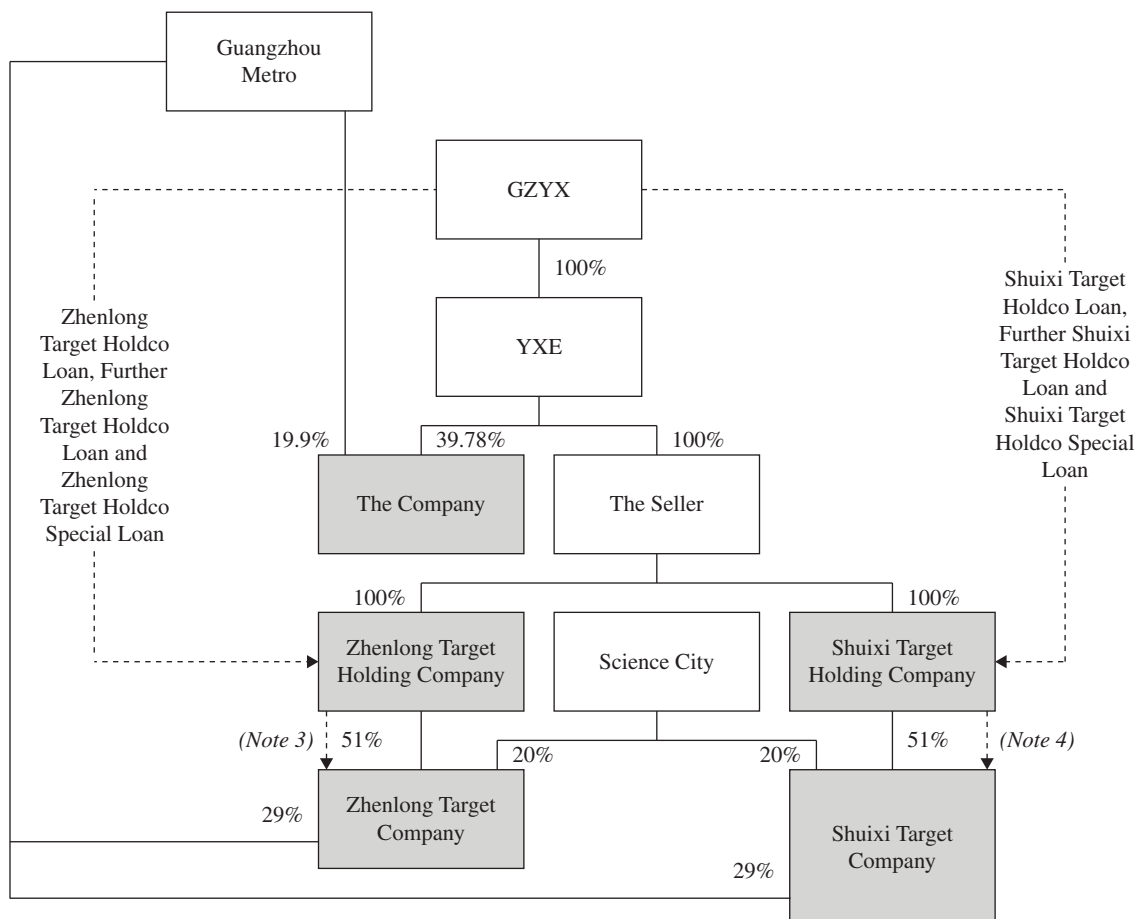 Guangzhou
Metro
GZYX
100%
Zhenlong
Target Holdco
Loan, Further
Zhenlong
Target Holdco
Loan and
Zhenlong
Target Holdco
Special Loan
Shuixi Target
Holdco Loan,
Further Shuixi
Target Holdco
Loan and
Shuixi Target
Holdco Special
Loan
YXE
19.9%
39.78%
100%
The Company
The Seller
100%
100%
Zhenlong Target
Holding Company
Science City
Shuixi Target
Holding Company
(Note 3)
51%
20%
20%
51%
(Note 4)
29%
Zhenlong Target
Company
29%
Shuixi Target
Company